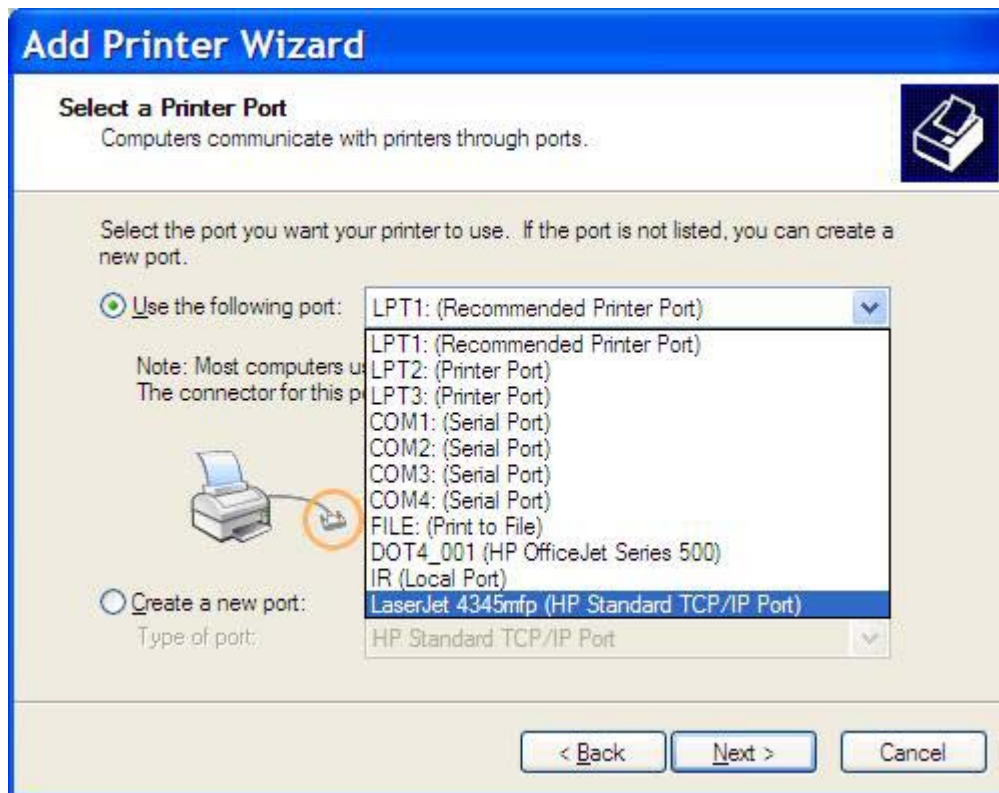 Add Printer Wizard
Select a Printer Port
Computers communicate with printers through ports.
Select the port you want your printer to use. If the port is not listed, you can create a
new port.
Use the following port: LPT1: (Recommended Printer Port)
LPT1: (Recommended Printer Port)
Note: Most computers LPT2: (Printer Port)
The connector for this LPT3: (Printer Port)
COM1: (Serial Port)
COM2: (Serial Port)
COM3: (Serial Port)
COM4: (Serial Port)
FILE: (Print to File)
DOT4_001 (HP OfficeJet Series 500)
IR (Local Port)
Create a new port: LaserJet 4345mfp (HP Standard TCP/IP Port)
Type of port: HP Standard TCP/IP Port
< Back Next > Cancel